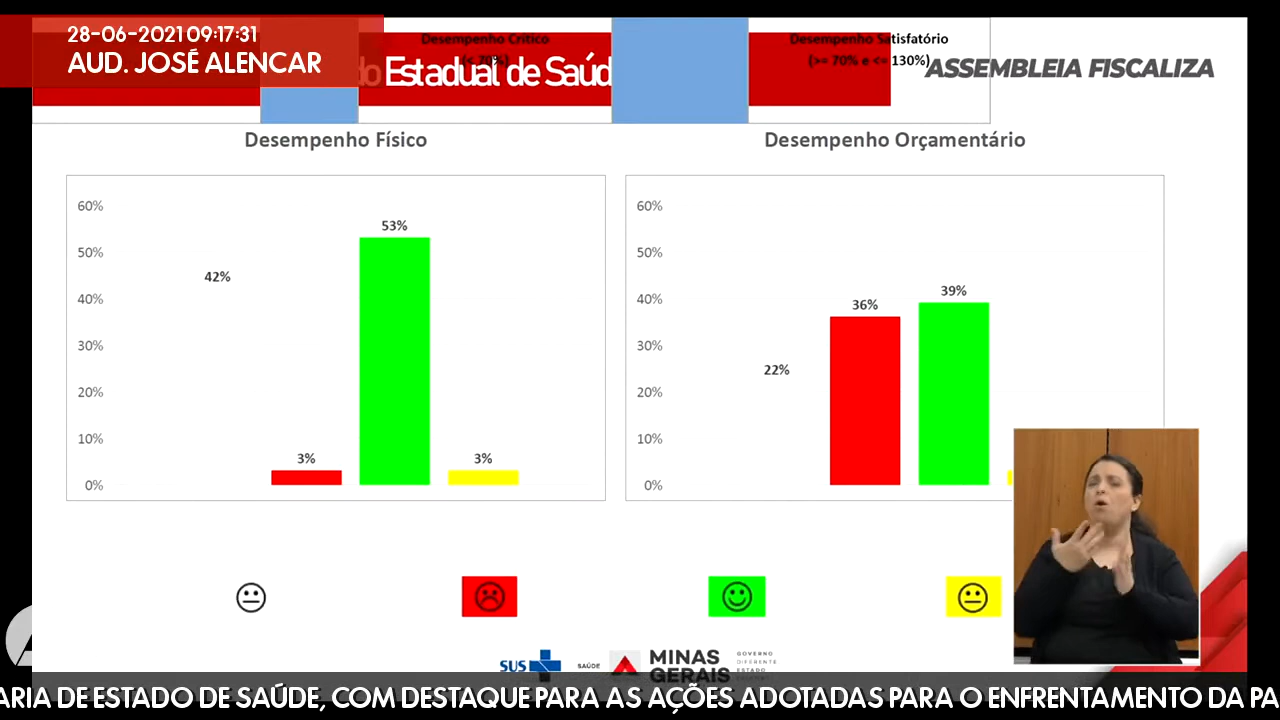 28-06-2021 09:17:31
AUD. JOSÉ ALENCAR
do Estadual de Saúd
Desempenho Crítico
Desempenho Satisfatório
(>= 70% e <= 130%)
ASSEMBLEIA FISCALIZA
Desempenho Físico
Desempenho Orçamentário
60%
50%
40%
30%
20%
10%
0%
42%
3%
53%
3%
60%
50%
40%
30%
20%
10%
0%
22%
36%
39%
SUS
SAÚDE
MINAS
GERAIS
GOVERNO
DIFERENTE
ARIA DE ESTADO DE SAÚDE, COM DESTAQUE PARA AS AÇÕES ADOTADAS PARA O ENFRENTAMENTO DA PA